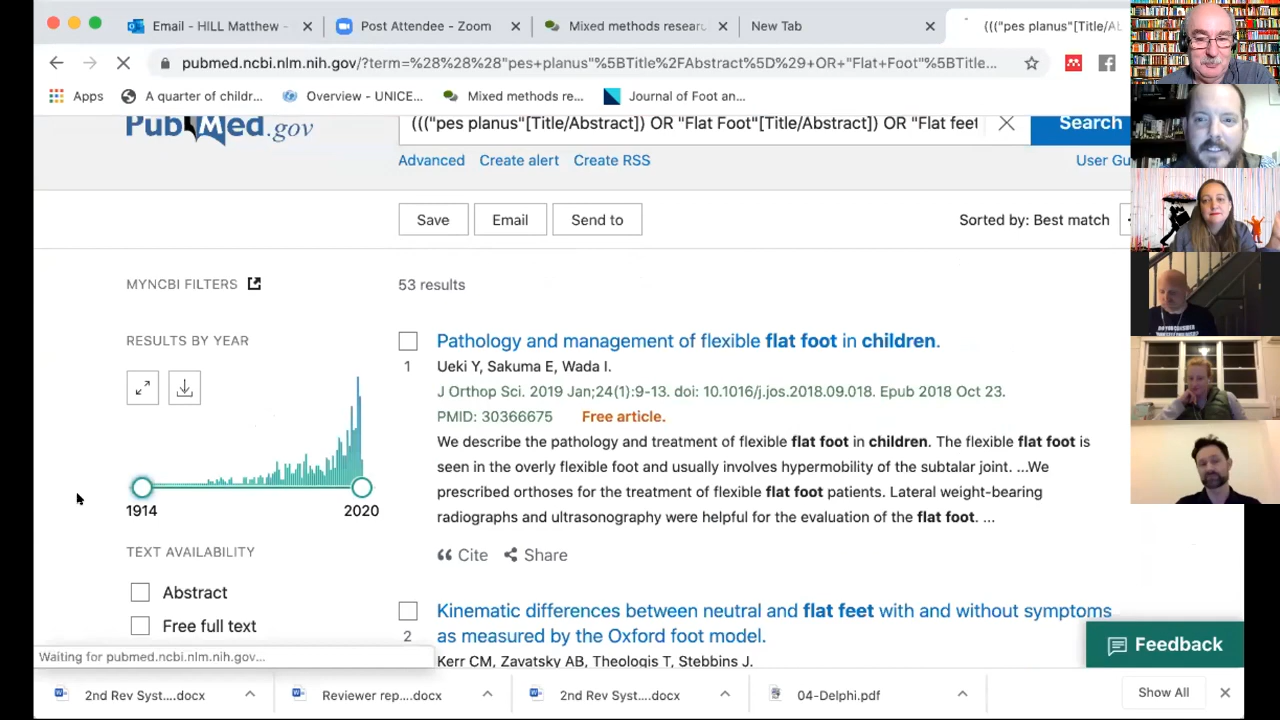 Email - HILL Matthew -
Post Attendee - Zoom
Mixed methods resear
New Tab
((("pes planus"[Title/Ab
pubmed.ncbi.nlm.nih.gov/?term=%28%28%28"pes+planus"%5BTitle%2FAbstract%5D%29+OR+"Flat+Foot"%5BTitle...
Apps
A quarter of childr...
Overview - UNICE...
Mixed methods re...
Journal of Foot an...
PubMed.gov
((("pes planus"[Title/Abstract]) OR "Flat Foot"[Title/Abstract]) OR "Flat feet
Search
Advanced
Create alert
Create RSS
User Gu
Save
Email
Send to
Sorted by: Best match
MYNCBI FILTERS
53 results
RESULTS BY YEAR
Pathology and management of flexible flat foot in children.
1
Ueki Y, Sakuma E, Wada I.
J Orthop Sci. 2019 Jan;24(1):9-13. doi: 10.1016/j.jos.2018.09.018. Epub 2018 Oct 23.
PMID: 30366675 Free article.
We describe the pathology and treatment of flexible flat foot in children. The flexible flat foot is
seen in the overly flexible foot and usually involves hypermobility of the subtalar joint. ...We
prescribed orthoses for the treatment of flexible flat foot patients. Lateral weight-bearing
radiographs and ultrasonography were helpful for the evaluation of the flat foot. ...
1914
2020
TEXT AVAILABILITY
Cite
Share
Abstract
Free full text
Kinematic differences between neutral and flat feet with and without symptoms
2
as measured by the Oxford foot model.
Kerr CM, Zavatsky AB, Theologis T, Stebbins J.
Feedback
Waiting for pubmed.ncbi.nlm.nih.gov...
2nd Rev Syst....docx
Reviewer rep....docx
2nd Rev Syst....docx
04-Delphi.pdf
Show All